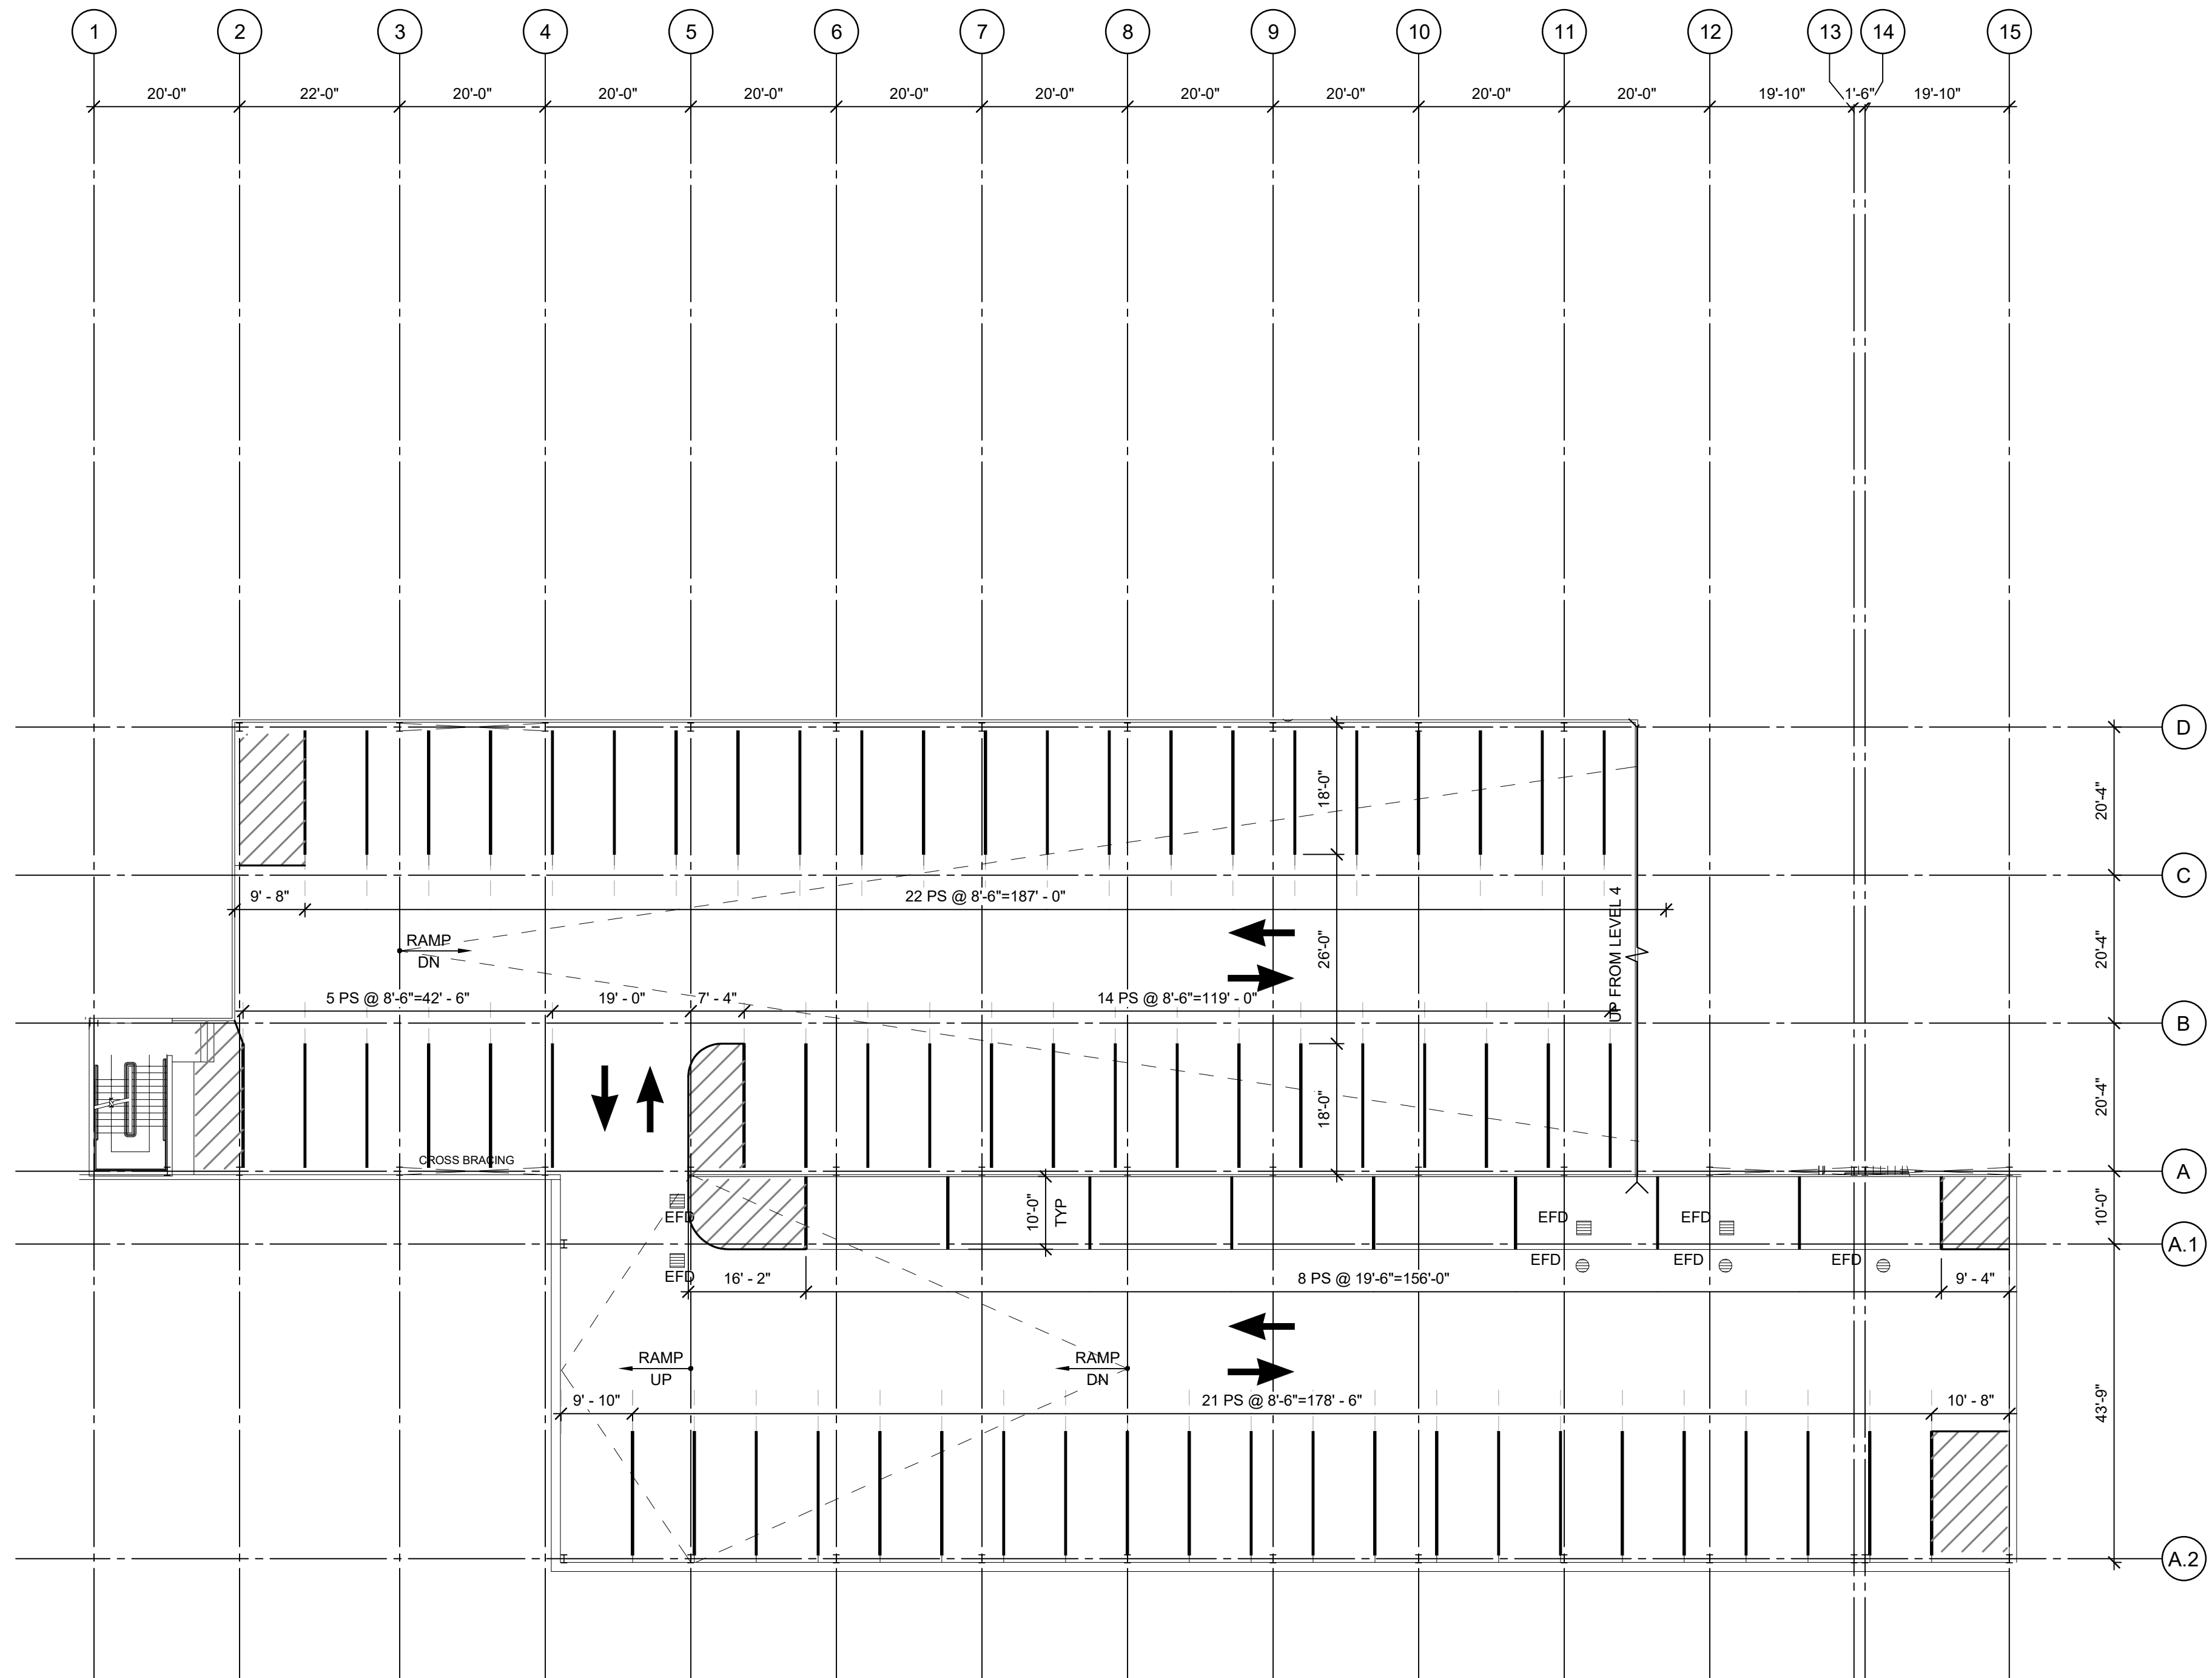 1 2 3 4 5 6 7 8 9 10 11 12 13 14 15
20'-0" 22'-0" 20'-0" 20'-0" 20'-0" 20'-0" 20'-0" 20'-0" 20'-0" 20'-0" 20'-0" 19'-10" 1'-6" 19'-10"
D
18'-0"
20'-4"
C
9' - 8" 22 PS @ 8'-6"=187' - 0"
UP FROM LEVEL 4
RAMP
DN
26'-0"
20'-4"
5 PS @ 8'-6"=42' - 6" 19' - 0" 7' - 4" 14 PS @ 8'-6"=119' - 0"
B
18'-0"
20'-4"
CROSS BRACING
A
10'-0"
TYP
10'-0"
EFD EFD EFD
A.1
EFD EFD EFD EFD
16' - 2" 8 PS @ 19'-6"=156'-0" 9' - 4"
RAMP
UP
RAMP
DN
9' - 10" 21 PS @ 8'-6"=178' - 6" 10' - 8"
43'-9"
A.2